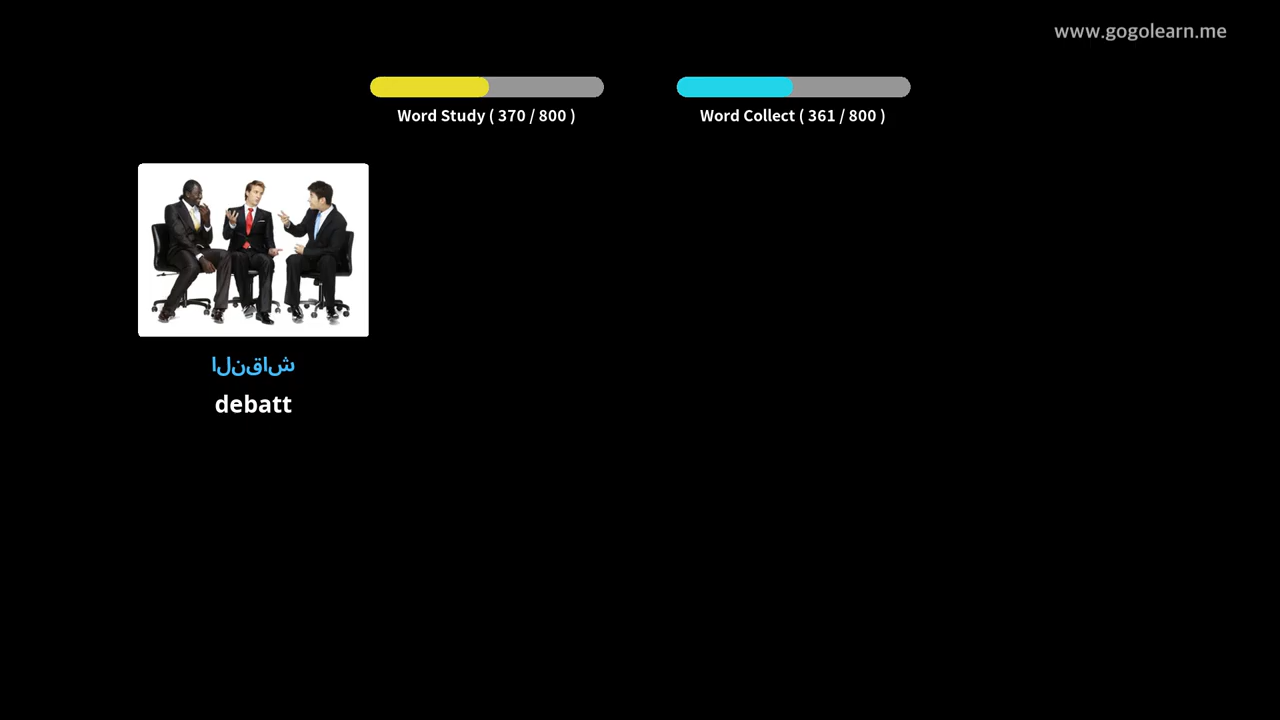 www.gogolearn.me
Word Study ( 370 / 800 )
Word Collect ( 361 / 800 )
النقاش
debatt